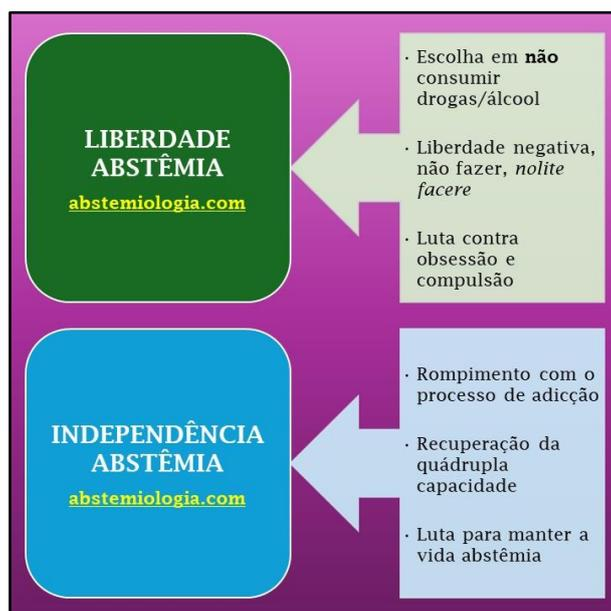 LIBERDADE
ABSTÊMIA
abstemiologia.com
· Escolha em não
consumir
drogas/álcool
· Liberdade negativa,
não fazer, nolite
facere
· Luta contra
obsessão e
compulsão
INDEPENDÊNCIA
ABSTÊMIA
abstemiologia.com
· Rompimento com o
processo de adicção
· Recuperação da
quádrupla
capacidade
· Luta para manter a
vida abstêmia